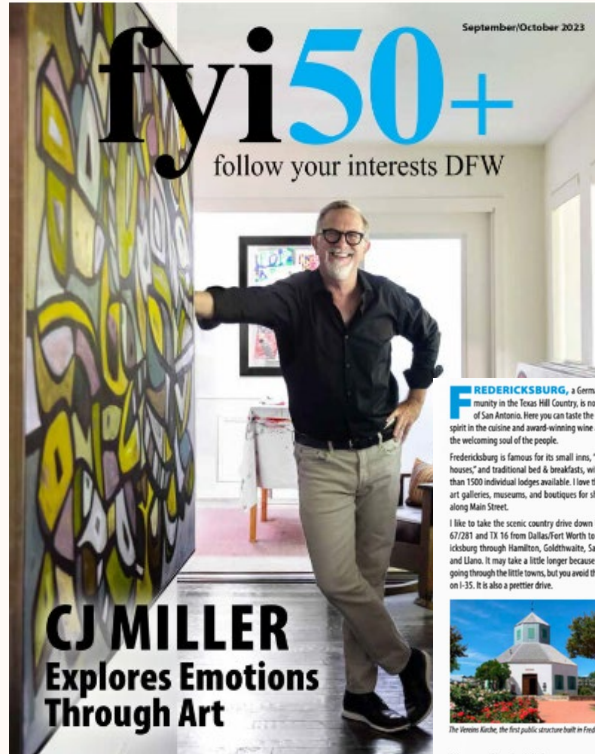 September/October 2023
fyi50+
follow your interests DFW
FREDERICKSBURG, a
munity in the Texas Hill Country, is
of San Antonio. Here you can taste the
spirit in the cuisine and award-winning wine
the welcoming soul of the people.
Fredericksburg is famous for its small inns,
houses," and traditional bed & breakfasts,
than 1500 individual lodges available. I love
art galleries, museums, and boutiques for
along Main Street.
I like to take the scenic country drive down
67/281 and TX 16 from Dallas/Fort Worth to
icksburg through Hamilton, Goldthwaite,
and Llano. It may take a little longer because
going through the little towns, but you avoid
on I-35. It is also a prettier drive.
The Vereins Kirche, the first public structure built in
CJ MILLER
Explores Emotions
Through Art